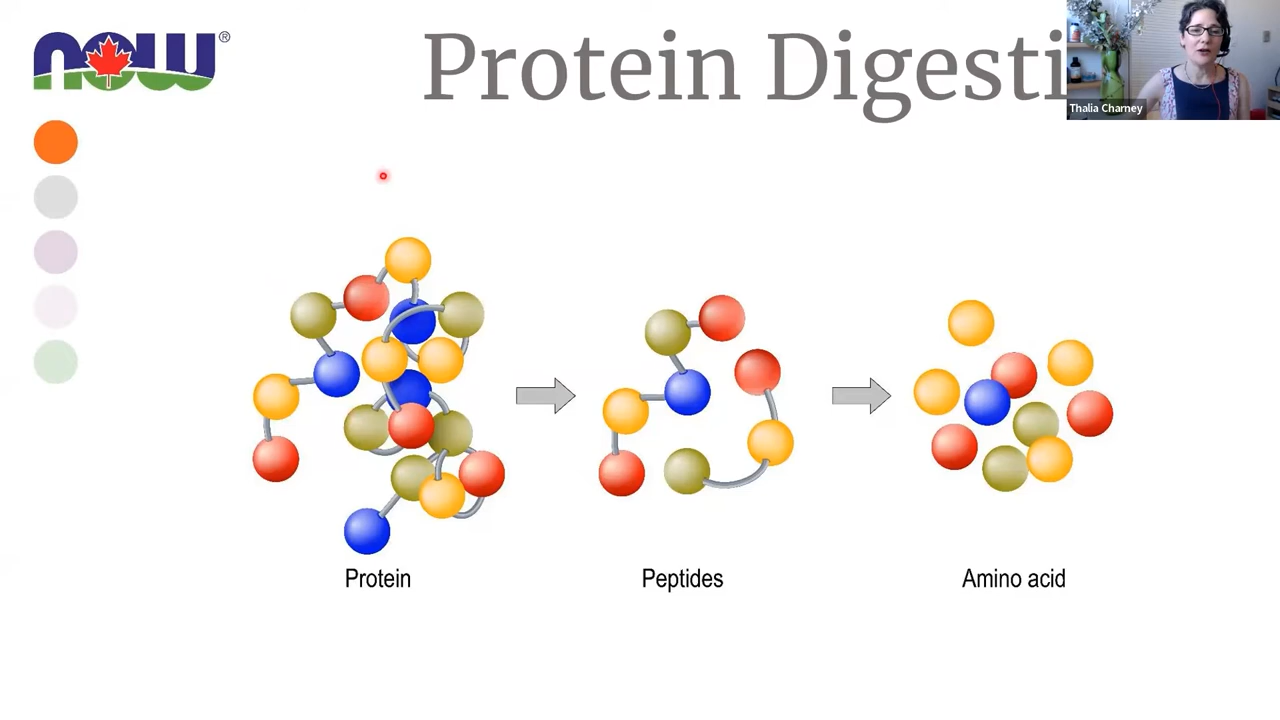 now®
Protein Digesti
Thalia Charney
Protein
Peptides
Amino acid